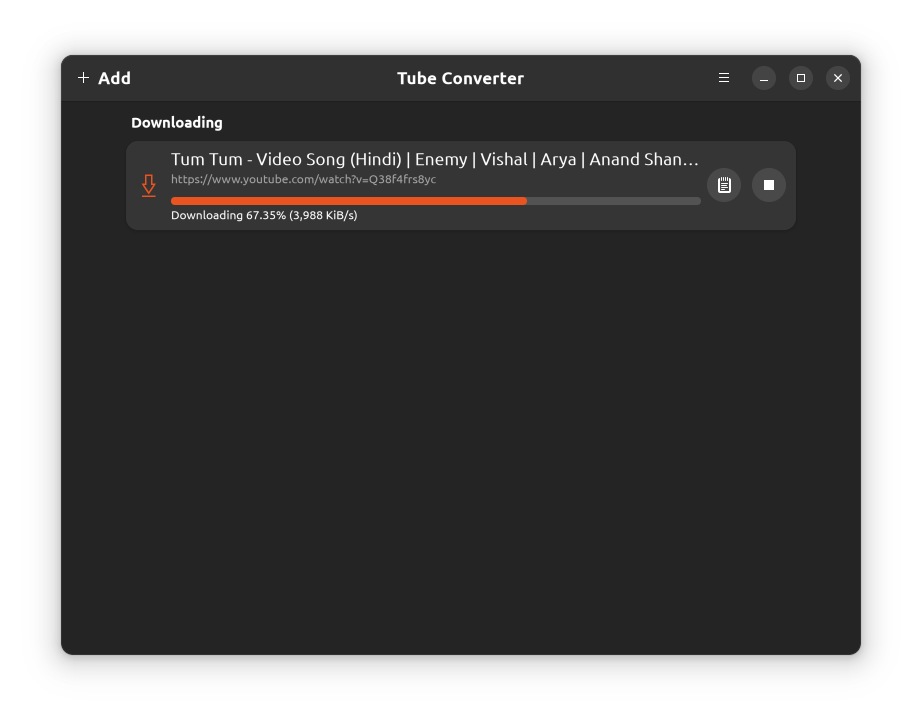 + Add
Tube Converter
Downloading
Tum Tum - Video Song (Hindi) | Enemy | Vishal | Arya | Anand Shan…
https://www.youtube.com/watch?v=Q38f4frs8yc
Downloading 67.35% (3,988 KiB/s)